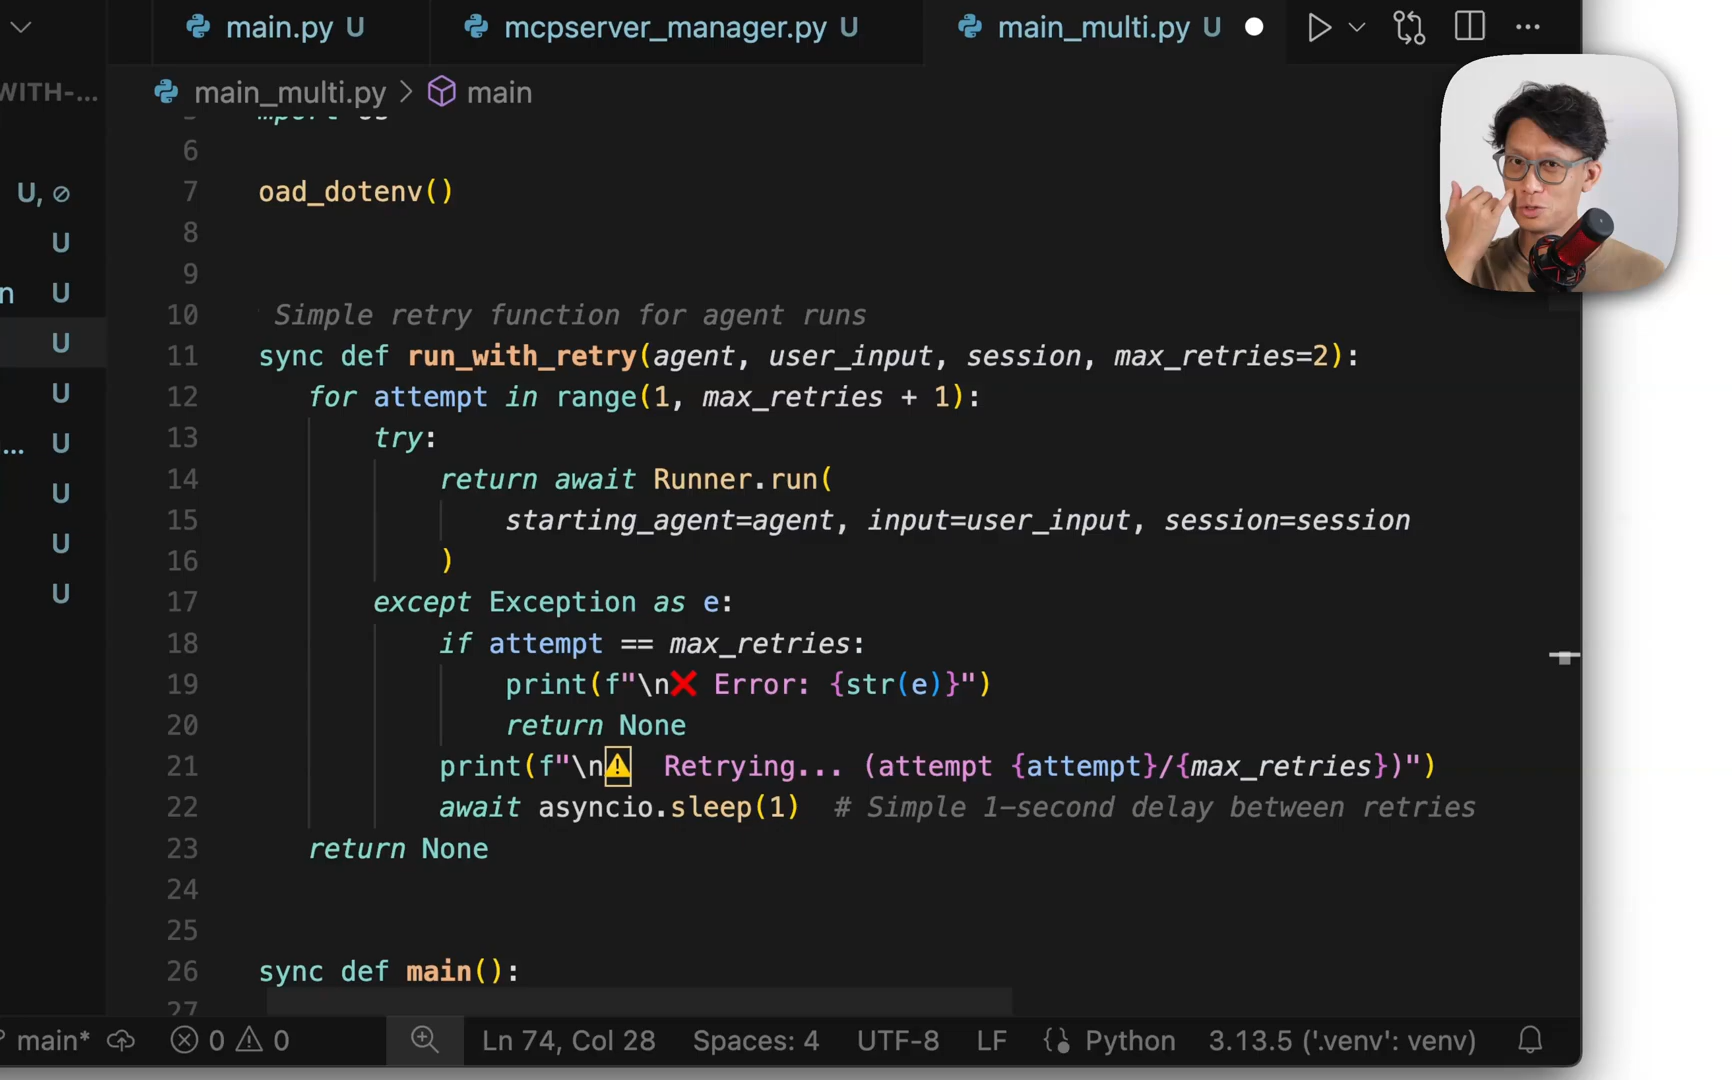 main.py U mcpserver_manager.py U main_multi.py U
WITH-... main_multi.py > main
6
U, 7 oad_dotenv()
U 8
9
n U
10 Simple retry function for agent runs
U 11 sync def run_with_retry(agent, user_input, session, max_retries=2):
U 12 for attempt in range(1, max_retries + 1):
13 try:
... U
14 return await Runner.run(
U 15 starting_agent=agent, input=user_input, session=session
U 16 )
U 17 except Exception as e:
18 if attempt == max_retries:
19 print(f"\n❌ Error: {str(e)}")
20 return None
21 print(f"\n⚠ Retrying... (attempt {attempt}/{max_retries})")
22 await asyncio.sleep(1) # Simple 1-second delay between retries
23 return None
24
25
26 sync def main():
27
main* 0 0 Ln 74, Col 28 Spaces: 4 UTF-8 LF Python 3.13.5 ('.venv': venv)